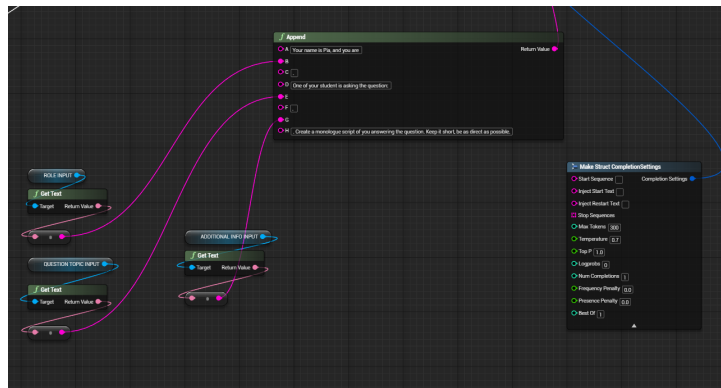 Append
A Your name is Pia, and you are
Return Value
B
C
D One of your student is asking the question:
E
F
G
H . Create a monologue script of you answering the question. Keep it short, be as direct as possible.
ROLE INPUT
f Get Text
Target Return Value
QUESTION TOPIC INPUT
f Get Text
Target Return Value
ADDITIONAL INFO INPUT
f Get Text
Target Return Value
Make Struct CompletionSettings
Start Sequence Completion Settings
Inject Start Text
Inject Restart Text
Stop Sequences
Max Tokens 300
Temperature 0.7
Top P 1.0
Logprobs 0
Num Completions 1
Frequency Penalty 0.0
Presence Penalty 0.0
Best Of 1